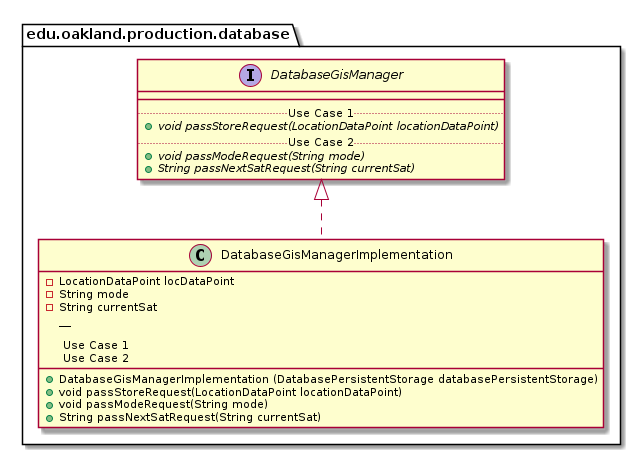 edu.oakland.production.database
I DatabaseGisManager
Use Case 1
void passStoreRequest(LocationDataPoint locationDataPoint)
Use Case 2
void passModeRequest(String mode)
String passNextSatRequest(String currentSat)
C DatabaseGisManagerImplementation
LocationDataPoint locDataPoint
String mode
String currentSat
—
Use Case 1
Use Case 2
DatabaseGisManagerImplementation (DatabasePersistentStorage databasePersistentStorage)
void passStoreRequest(LocationDataPoint locationDataPoint)
void passModeRequest(String mode)
String passNextSatRequest(String currentSat)